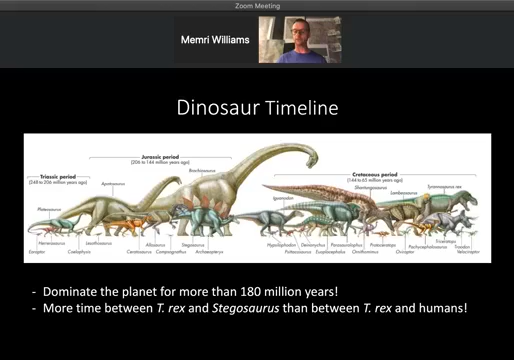 Zoom Meeting
Memri Williams
Dinosaur Timeline
Jurassic period
(206 to 144 million years ago)
Triassic period
(248 to 206 million years ago)
Cretaceous period
(144 to 65 million years ago)
Brachiosaurus
Apatosaurus
Plateosaurus
Shantungosaurus
Tyrannosaurus rex
Lambeosaurus
Iguanodon
Herrerasaurus
Lesothosaurus
Allosaurus
Stegosaurus
Hypsilophodon
Deinonychus
Parasaurolophus
Protoceratops
Triceratops
Pachycephalosaurus
Troodon
Eoraptor
Coelophysis
Ceratosaurus
Compsognathus
Archaeopteryx
Euoplocephalus
Ornithomimus
Oviraptor
Velociraptor
- Dominate the planet for more than 180 million years!
- More time between T. rex and Stegosaurus than between T. rex and humans!